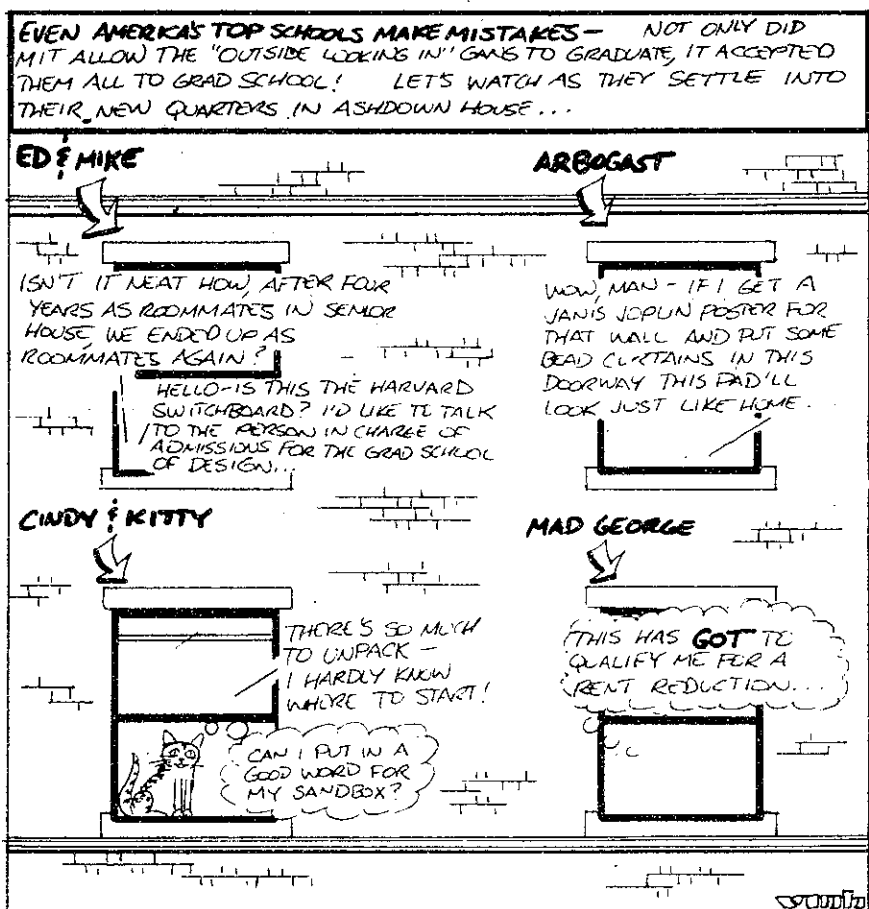 EVEN AMERICA'S TOP SCHOOLS MAKE MISTAKES - NOT ONLY DID
MIT ALLOW THE "OUTSIDE LOOKING IN" GANG TO GRADUATE, IT ACCEPTED
THEM ALL TO GRAD SCHOOL! LET'S WATCH AS THEY SETTLE INTO
THEIR NEW QUARTERS IN ASHDOWN HOUSE...
ED & MIKE
ISN'T IT NEAT HOW, AFTER FOUR
YEARS AS ROOMMATES IN SENIOR
HOUSE, WE ENDED UP AS
ROOMMATES AGAIN?
HELLO-IS THIS THE HARVARD
SWITCHBOARD? I'D LIKE TO TALK
TO THE PERSON IN CHARGE OF
ADMISSIONS FOR THE GRAD SCHOOL
OF DESIGN...
ARBOGAST
WOW, MAN - IF I GET A
JANIS JOPLIN POSTER FOR
THAT WALL AND PUT SOME
BEAD CURTAINS IN THIS
DOORWAY THIS PAD'LL
LOOK JUST LIKE HOME.
CINDY & KITTY
THERE'S SO MUCH
TO UNPACK -
I HARDLY KNOW
WHERE TO START!
CAN I PUT IN A
GOOD WORD FOR
MY SANDBOX?
MAD GEORGE
THIS HAS GOT TO
QUALIFY ME FOR A
RENT REDUCTION...